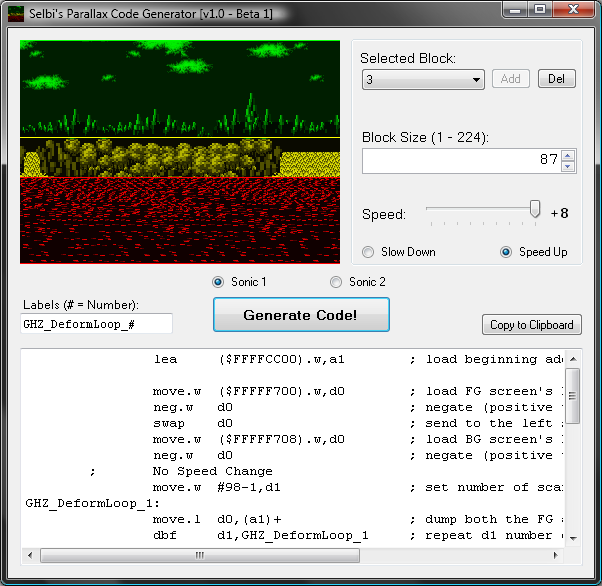 Selbi's Parallax Code Generator [v1.0 - Beta 1]
Selected Block:
3
Add
Del
Block Size (1 - 224):
87
Speed:
+8
Slow Down
Speed Up
Sonic 1
Sonic 2
Labels (# = Number):
GHZ_DeformLoop_#
Generate Code!
Copy to Clipboard
lea ($FFFFCC00).w,a1 ; load beginning
move.w ($FFFFF700).w,d0 ; load FG screen's
neg.w d0 ; negate (positive
swap d0 ; send to the left
move.w ($FFFFF708).w,d0 ; load BG screen's
neg.w d0 ; negate (positive
; No Speed Change
move.w #98-1,d1 ; set number of
GHZ_DeformLoop_1:
move.l d0,(a1)+ ; dump both the FG
dbf d1,GHZ_DeformLoop_1 ; repeat d1 number